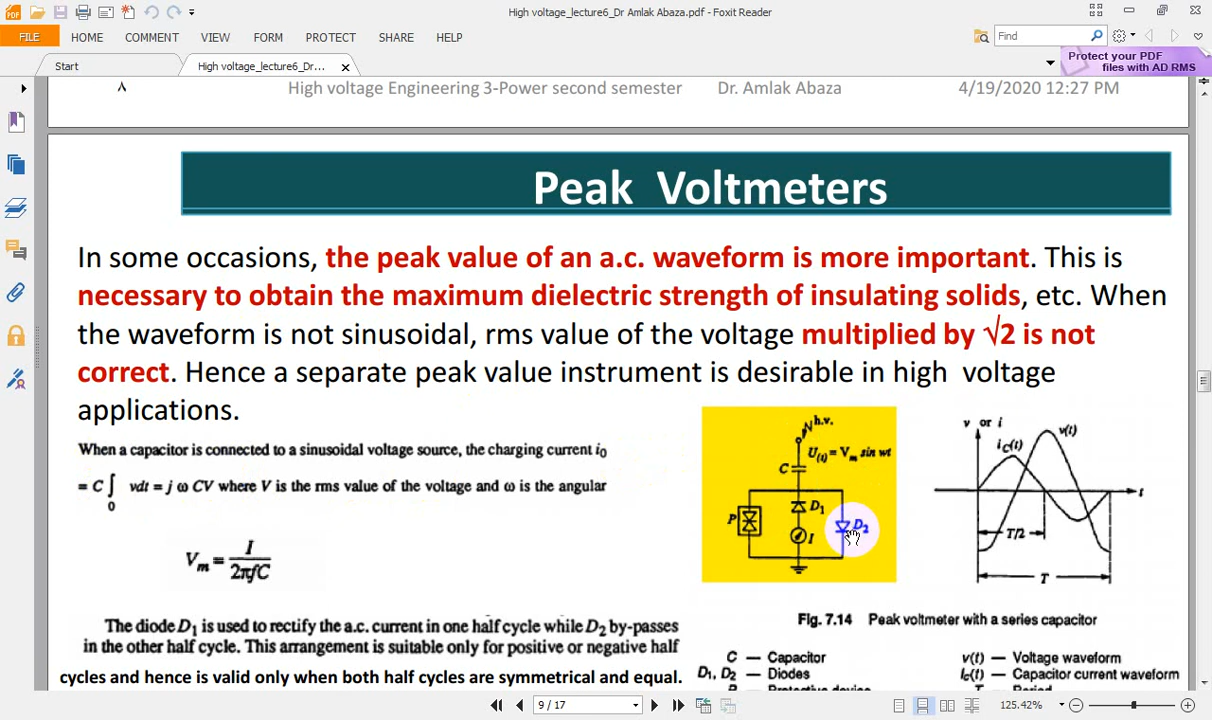 High voltage_lecture6_Dr Amlak Abaza.pdf - Foxit Reader
FILE HOME COMMENT VIEW FORM PROTECT SHARE HELP
Find
Start
High voltage_lecture6_Dr...
Protect your PDF
files with AD RMS
٨ High voltage Engineering 3-Power second semester Dr. Amlak Abaza 4/19/2020 12:27 PM
Peak Voltmeters
In some occasions, the peak value of an a.c. waveform is more important. This is
necessary to obtain the maximum dielectric strength of insulating solids, etc. When
the waveform is not sinusoidal, rms value of the voltage multiplied by √2 is not
correct. Hence a separate peak value instrument is desirable in high voltage
applications.
When a capacitor is connected to a sinusoidal voltage source, the charging current i₀
= C ∫₀ vdt = j ω CV where V is the rms value of the voltage and ω is the angular
Vₘ = I / 2πfC
The diode D₁ is used to rectify the a.c. current in one half cycle while D₂ by-passes
in the other half cycle. This arrangement is suitable only for positive or negative half
cycles and hence is valid only when both half cycles are symmetrical and equal.
h.v.
U(t) = Vₘ sin wt
C
P
D₁
D₂
I
v or i
v(t)
i_C(t)
t
T/2
T
Fig. 7.14 Peak voltmeter with a series capacitor
C — Capacitor
D₁, D₂ — Diodes
v(t) — Voltage waveform
I_C(t) — Capacitor current waveform
9 / 17
125.42%